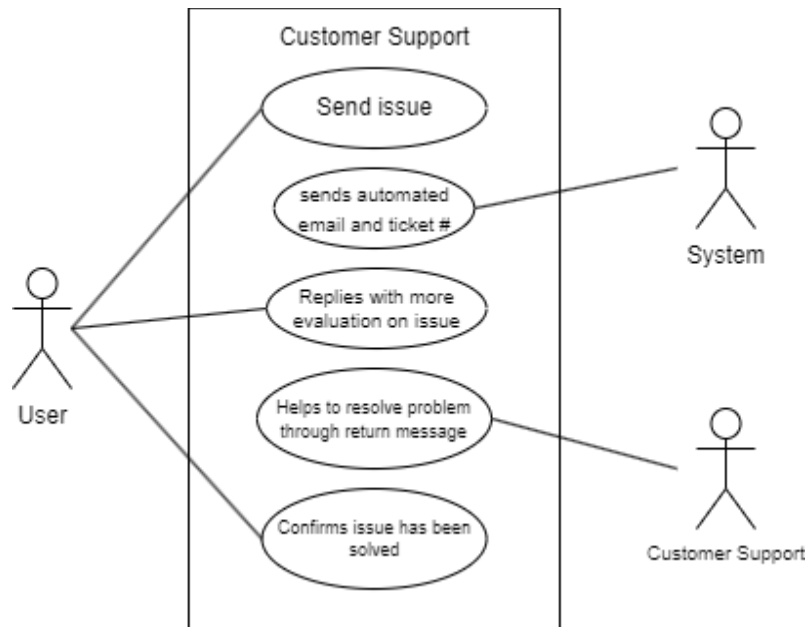 Customer Support
Send issue
sends automated
email and ticket #
System
Replies with more
evaluation on issue
User
Helps to resolve problem
through return message
Confirms issue has been
solved
Customer Support